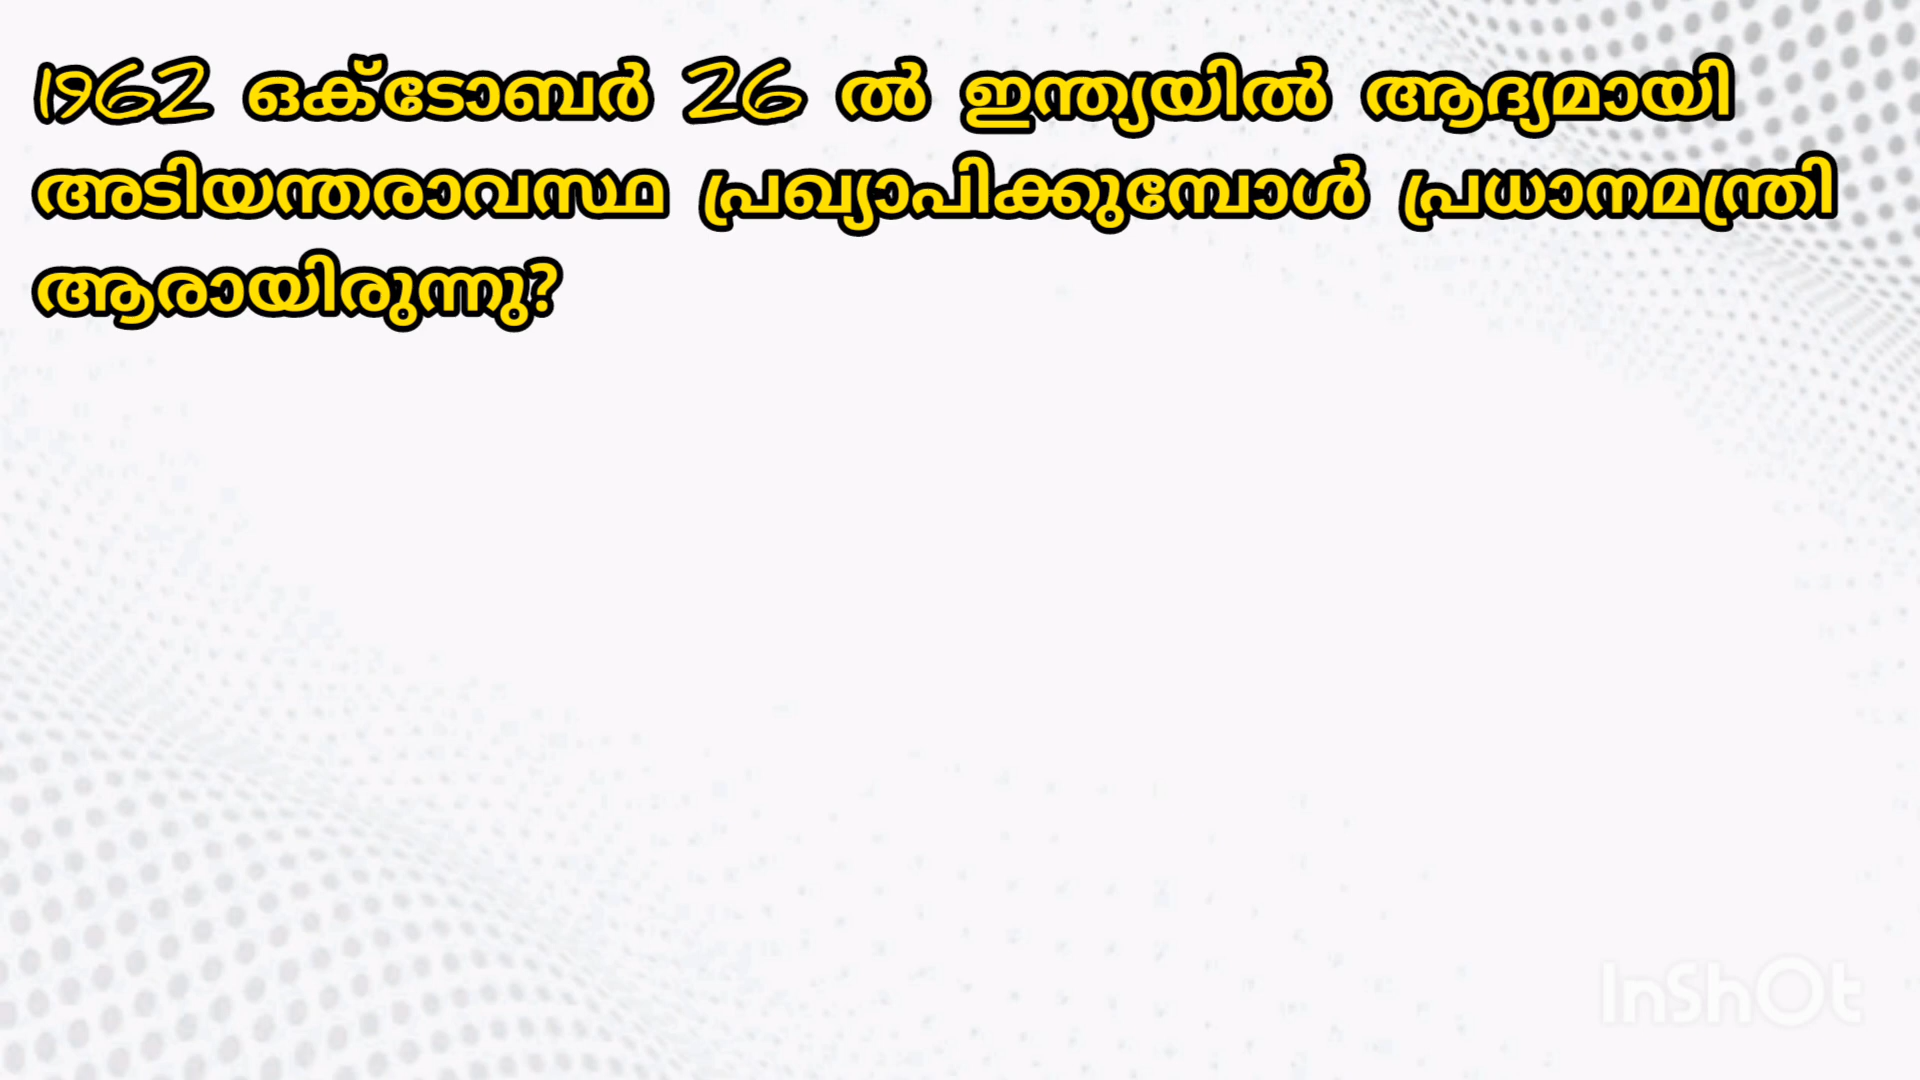 1962 ഒക്ടോബർ 26 ൽ ഇന്ത്യയിൽ ആദ്യമായി
അടിയന്തരാവസ്ഥ പ്രഖ്യാപിക്കുമ്പോൾ പ്രധാനമന്ത്രി
ആരായിരുന്നു?
InShOt